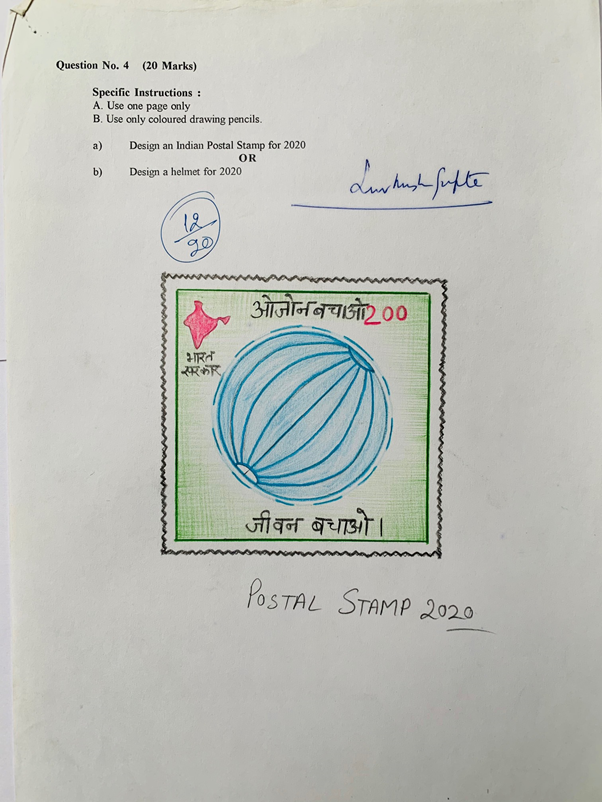 Question No. 4 (20 Marks)
Specific Instructions :
A. Use one page only
B. Use only coloured drawing pencils.
a) Design an Indian Postal Stamp for 2020
OR
b) Design a helmet for 2020
12/20
ओजोन बचाओ 200
भारत
सरकार
जीवन बचाओ।
POSTAL STAMP 2020